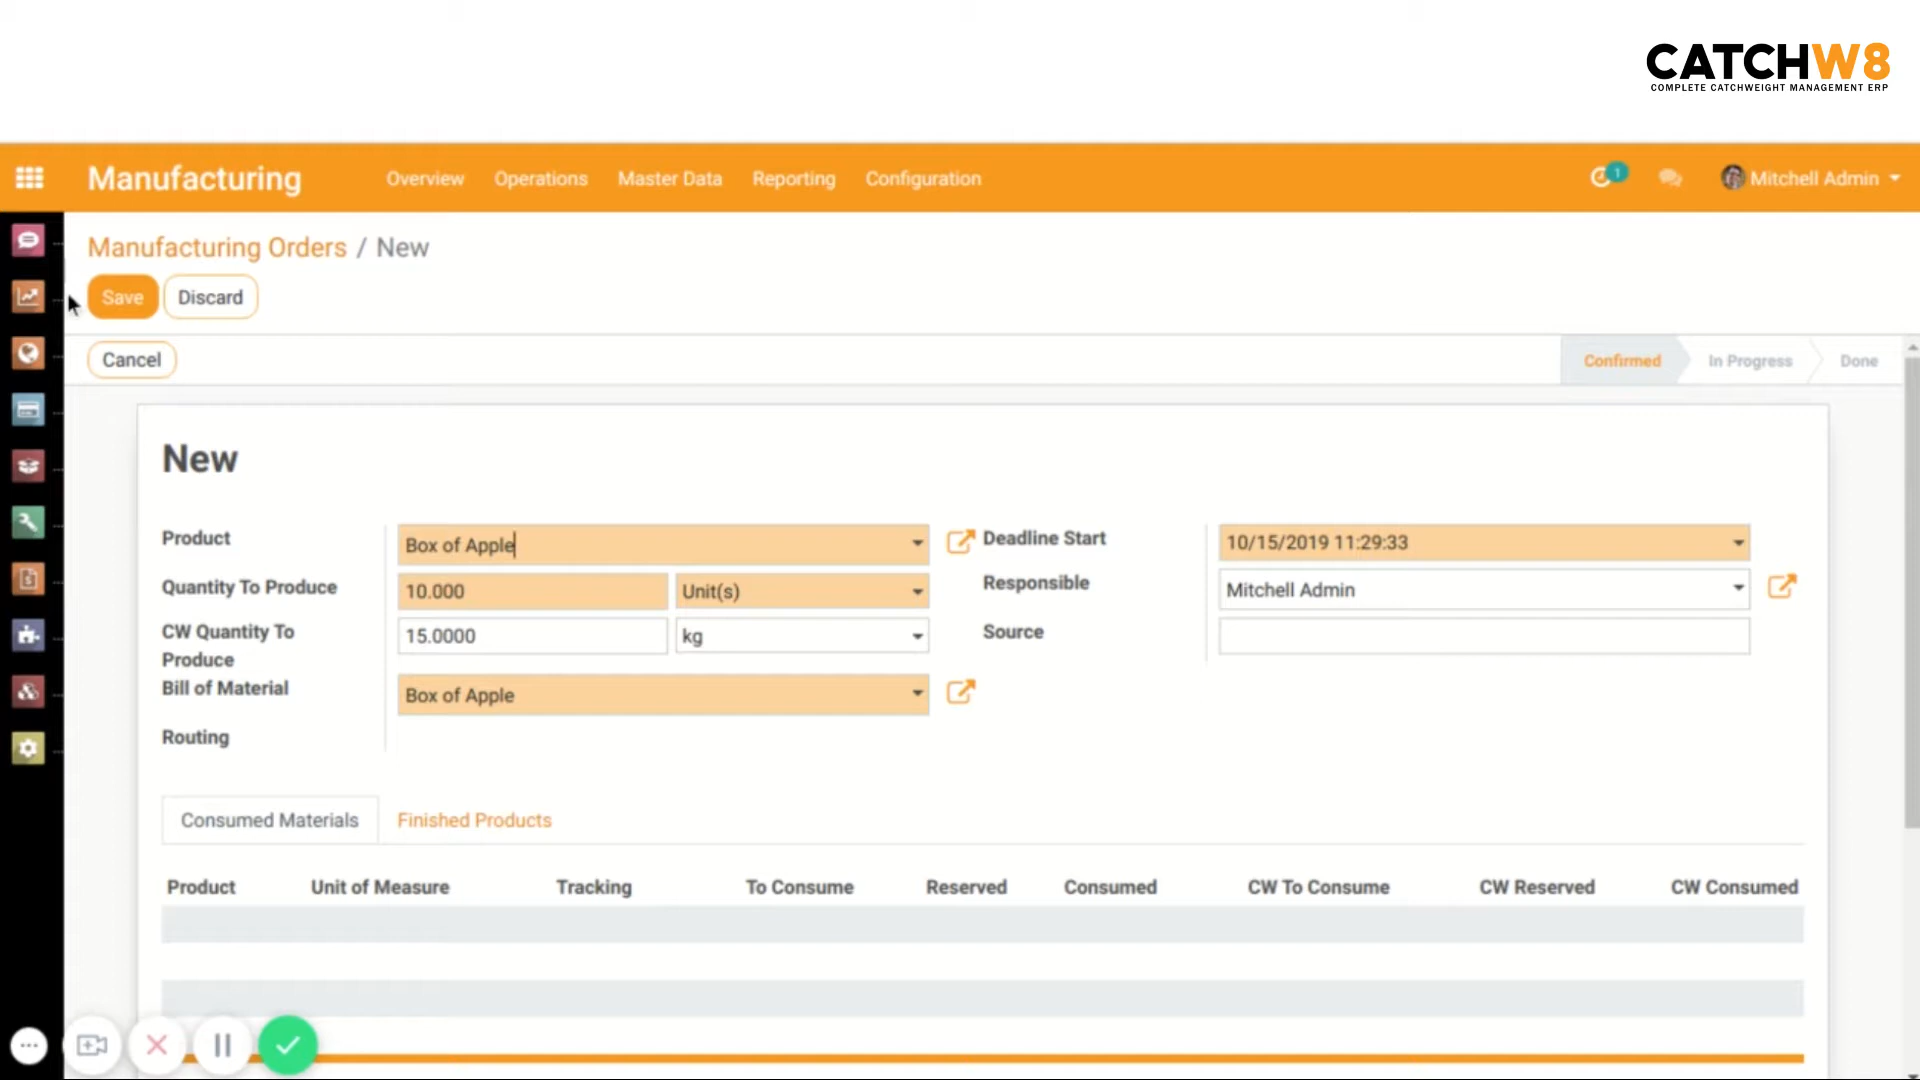 CATCHW8
COMPLETE CATCHWEIGHT MANAGEMENT ERP
Manufacturing
Overview
Operations
Master Data
Reporting
Configuration
1
Mitchell Admin
Manufacturing Orders / New
Save
Discard
Cancel
Confirmed
In Progress
Done
New
Product
Box of Apple
Deadline Start
10/15/2019 11:29:33
Quantity To Produce
10.000
Unit(s)
Responsible
Mitchell Admin
CW Quantity To
Produce
15.0000
kg
Source
Bill of Material
Box of Apple
Routing
Consumed Materials
Finished Products
Product
Unit of Measure
Tracking
To Consume
Reserved
Consumed
CW To Consume
CW Reserved
CW Consumed